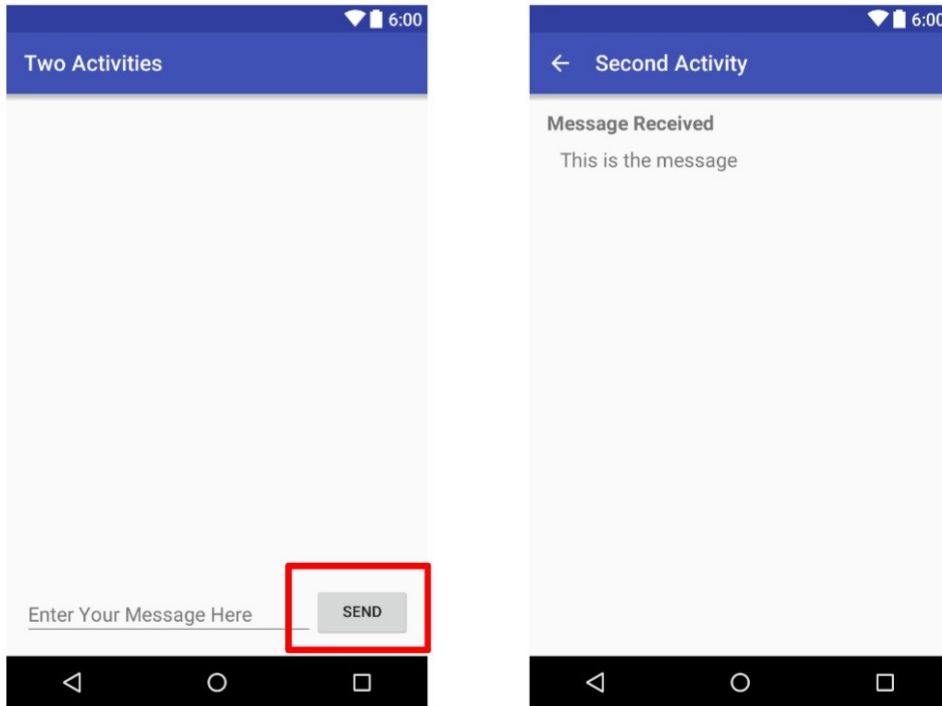 6:00
Two Activities
Enter Your Message Here
SEND
6:00
Second Activity
Message Received
This is the message